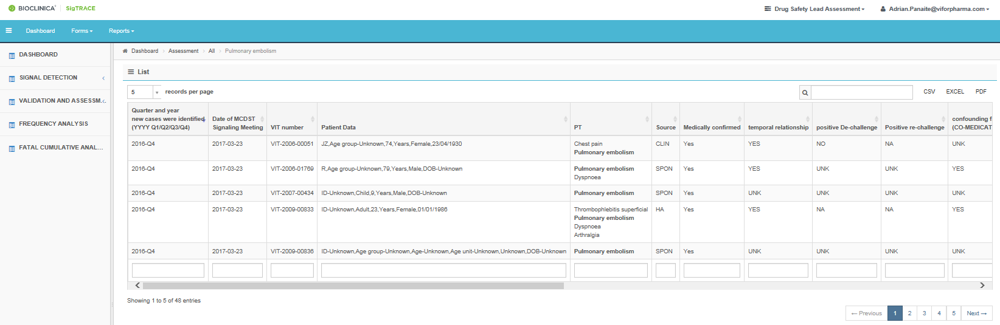 BIOCLINICA® SigTRACE
Drug Safety Lead Assessment
Adrian.Panaite@viforpharma.com
Dashboard Forms Reports
DASHBOARD
SIGNAL DETECTION
VALIDATION AND ASSESSM...
FREQUENCY ANALYSIS
FATAL CUMULATIVE ANAL...
Dashboard > Assessment > All > Pulmonary embolism
List
5 records per page
CSV EXCEL PDF
Quarter and year
new cases were identified
(YYYY Q1/Q2/Q3/Q4)
Date of MCDST
Signaling Meeting
VIT number
Patient Data
PT
Source
Medically confirmed
temporal relationship
positive De-challenge
Positive re-challenge
confounding f
(CO-MEDICAT
2016-Q4 2017-03-23 VIT-2006-00051 JZ,Age group-Unknown,74,Years,Female,23/04/1930 Chest pain CLIN Yes YES NO NA UNK
Pulmonary embolism
2016-Q4 2017-03-23 VIT-2006-01769 R,Age group-Unknown,79,Years,Male,DOB-Unknown Pulmonary embolism SPON Yes YES UNK UNK YES
Dyspnoea
2016-Q4 2017-03-23 VIT-2007-00434 ID-Unknown,Child,9,Years,Male,DOB-Unknown Pulmonary embolism SPON Yes UNK UNK UNK UNK
2016-Q4 2017-03-23 VIT-2009-00833 ID-Unknown,Adult,23,Years,Female,01/01/1986 Thrombophlebitis superficial HA Yes YES NA NA YES
Pulmonary embolism
Dyspnoea
Arthralgia
2016-Q4 2017-03-23 VIT-2009-00836 ID-Unknown,Age group-Unknown,Age-Unknown,Age unit-Unknown,Unknown,DOB-Unknown Pulmonary embolism SPON Yes UNK UNK UNK UNK
Showing 1 to 5 of 48 entries
← Previous 1 2 3 4 5 Next →